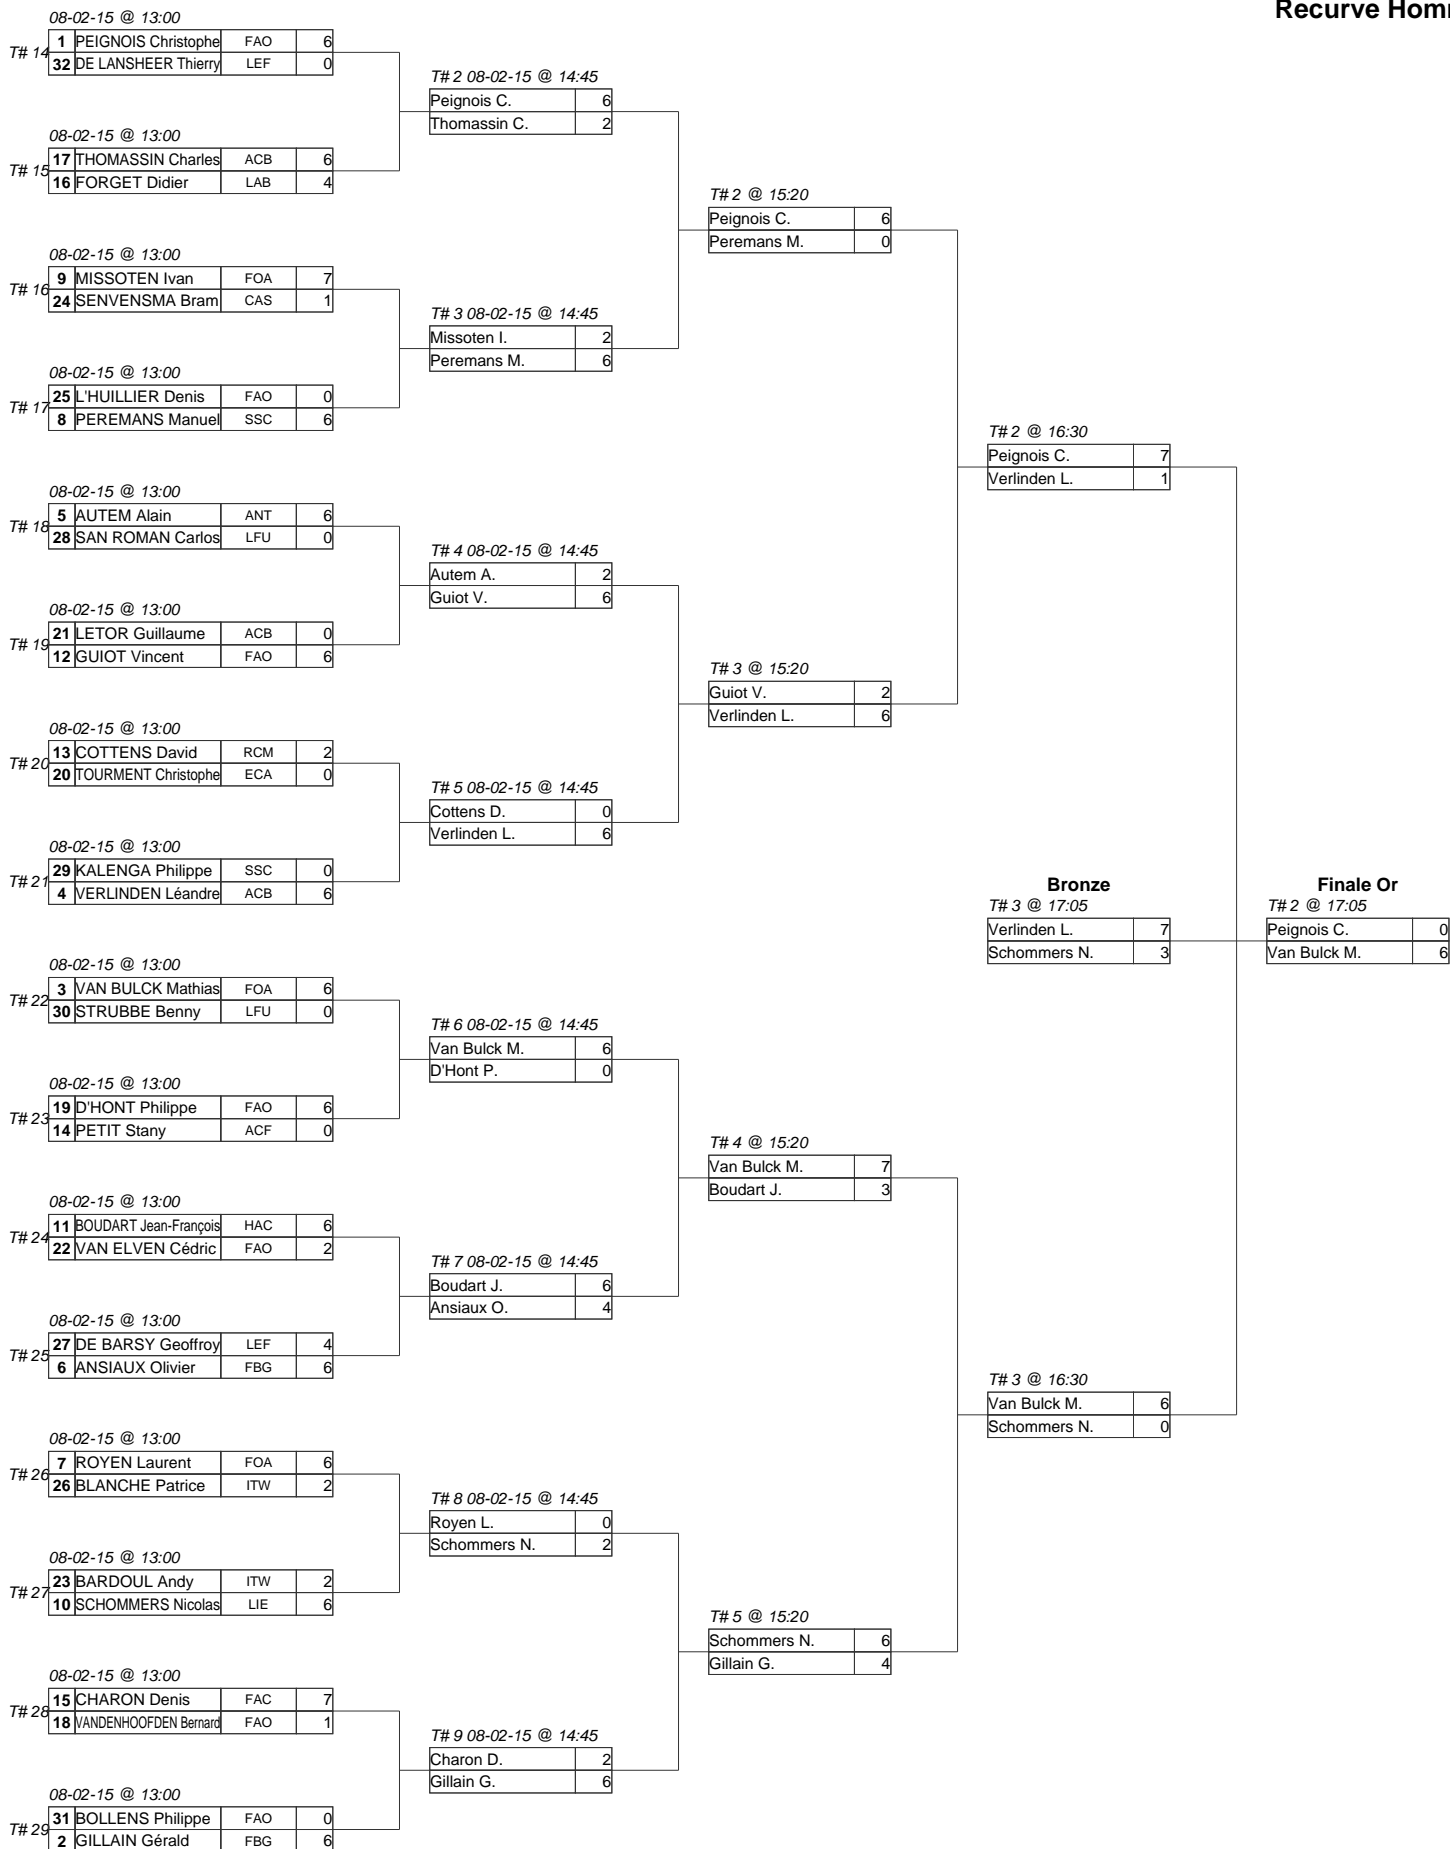 Recurve Hom
08-02-15 @ 13:00
T# 14
1 PEIGNOIS Christophe FAO 6
32 DE LANSHEER Thierry LEF 0
08-02-15 @ 13:00
T# 15
17 THOMASSIN Charles ACB 6
16 FORGET Didier LAB 4
08-02-15 @ 13:00
T# 16
9 MISSOTEN Ivan FOA 7
24 SENVENSMA Bram CAS 1
08-02-15 @ 13:00
T# 17
25 L'HUILLIER Denis FAO 0
8 PEREMANS Manuel SSC 6
08-02-15 @ 13:00
T# 18
5 AUTEM Alain ANT 6
28 SAN ROMAN Carlos LFU 0
08-02-15 @ 13:00
T# 19
21 LETOR Guillaume ACB 0
12 GUIOT Vincent FAO 6
08-02-15 @ 13:00
T# 20
13 COTTENS David RCM 2
20 TOURMENT Christophe ECA 0
08-02-15 @ 13:00
T# 21
29 KALENGA Philippe SSC 0
4 VERLINDEN Léandre ACB 6
08-02-15 @ 13:00
T# 22
3 VAN BULCK Mathias FOA 6
30 STRUBBE Benny LFU 0
08-02-15 @ 13:00
T# 23
19 D'HONT Philippe FAO 6
14 PETIT Stany ACF 0
08-02-15 @ 13:00
T# 24
11 BOUDART Jean-François HAC 6
22 VAN ELVEN Cédric FAO 2
08-02-15 @ 13:00
T# 25
27 DE BARSY Geoffroy LEF 4
6 ANSIAUX Olivier FBG 6
08-02-15 @ 13:00
T# 26
7 ROYEN Laurent FOA 6
26 BLANCHE Patrice ITW 2
08-02-15 @ 13:00
T# 27
23 BARDOUL Andy ITW 2
10 SCHOMMERS Nicolas LIE 6
08-02-15 @ 13:00
T# 28
15 CHARON Denis FAC 7
18 VANDENHOOFDEN Bernard FAO 1
08-02-15 @ 13:00
T# 29
31 BOLLENS Philippe FAO 0
2 GILLAIN Gérald FBG 6
T# 2 08-02-15 @ 14:45
Peignois C. 6
Thomassin C. 2
T# 3 08-02-15 @ 14:45
Missoten I. 2
Peremans M. 6
T# 4 08-02-15 @ 14:45
Autem A. 2
Guiot V. 6
T# 5 08-02-15 @ 14:45
Cottens D. 0
Verlinden L. 6
T# 6 08-02-15 @ 14:45
Van Bulck M. 6
D'Hont P. 0
T# 7 08-02-15 @ 14:45
Boudart J. 6
Ansiaux O. 4
T# 8 08-02-15 @ 14:45
Royen L. 0
Schommers N. 2
T# 9 08-02-15 @ 14:45
Charon D. 2
Gillain G. 6
T# 2 @ 15:20
Peignois C. 6
Peremans M. 0
T# 3 @ 15:20
Guiot V. 2
Verlinden L. 6
T# 4 @ 15:20
Van Bulck M. 7
Boudart J. 3
T# 5 @ 15:20
Schommers N. 6
Gillain G. 4
T# 2 @ 16:30
Peignois C. 7
Verlinden L. 1
T# 3 @ 16:30
Van Bulck M. 6
Schommers N. 0
Bronze
T# 3 @ 17:05
Verlinden L. 7
Schommers N. 3
Finale Or
T# 2 @ 17:05
Peignois C. 0
Van Bulck M. 6